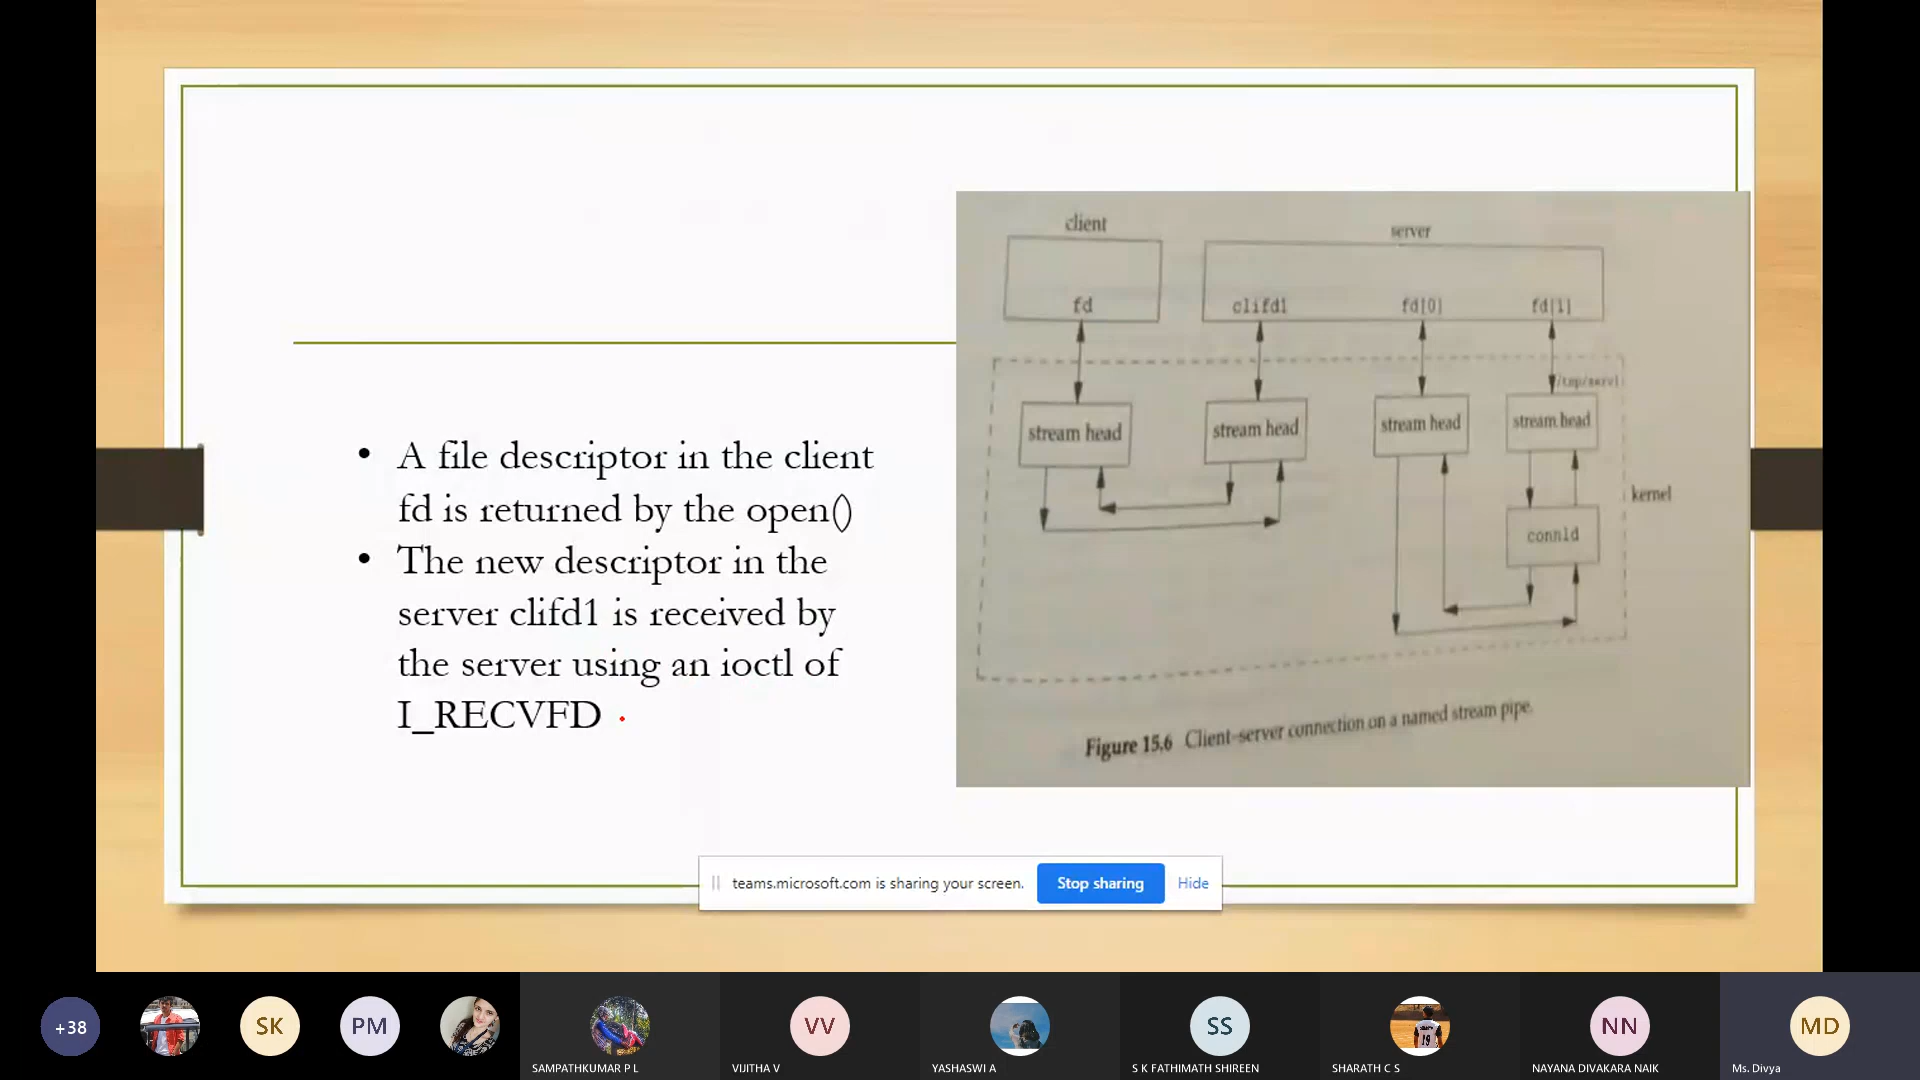 client
server
fd
clifd1
fd[0]
fd[1]
/tmp/serv1
stream head
stream head
stream head
stream head
kernel
connld
Figure 15.6 Client-server connection on a named stream pipe.
• A file descriptor in the client
fd is returned by the open()
• The new descriptor in the
server clifd1 is received by
the server using an ioctl of
I_RECVFD
teams.microsoft.com is sharing your screen.
Stop sharing
Hide
+38
SK
PM
VV
SS
19
NN
MD
SAMPATHKUMAR P L
VIJITHA V
YASHASWI A
S K FATHIMATH SHIREEN
SHARATH C S
NAYANA DIVAKARA NAIK
Ms. Divya